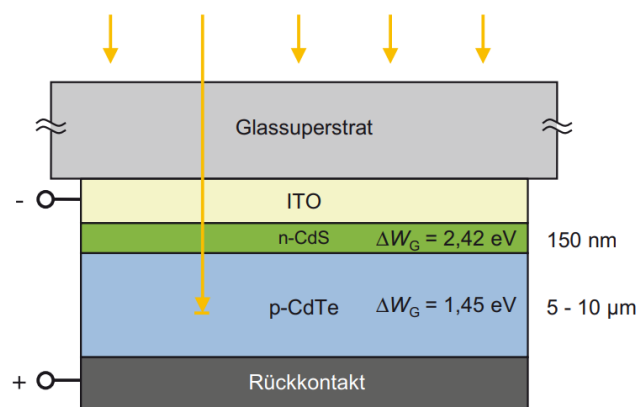 Glassuperstrat
-
ITO
n-CdS ΔW_G = 2,42 eV 150 nm
p-CdTe ΔW_G = 1,45 eV 5 - 10 µm
+
Rückkontakt